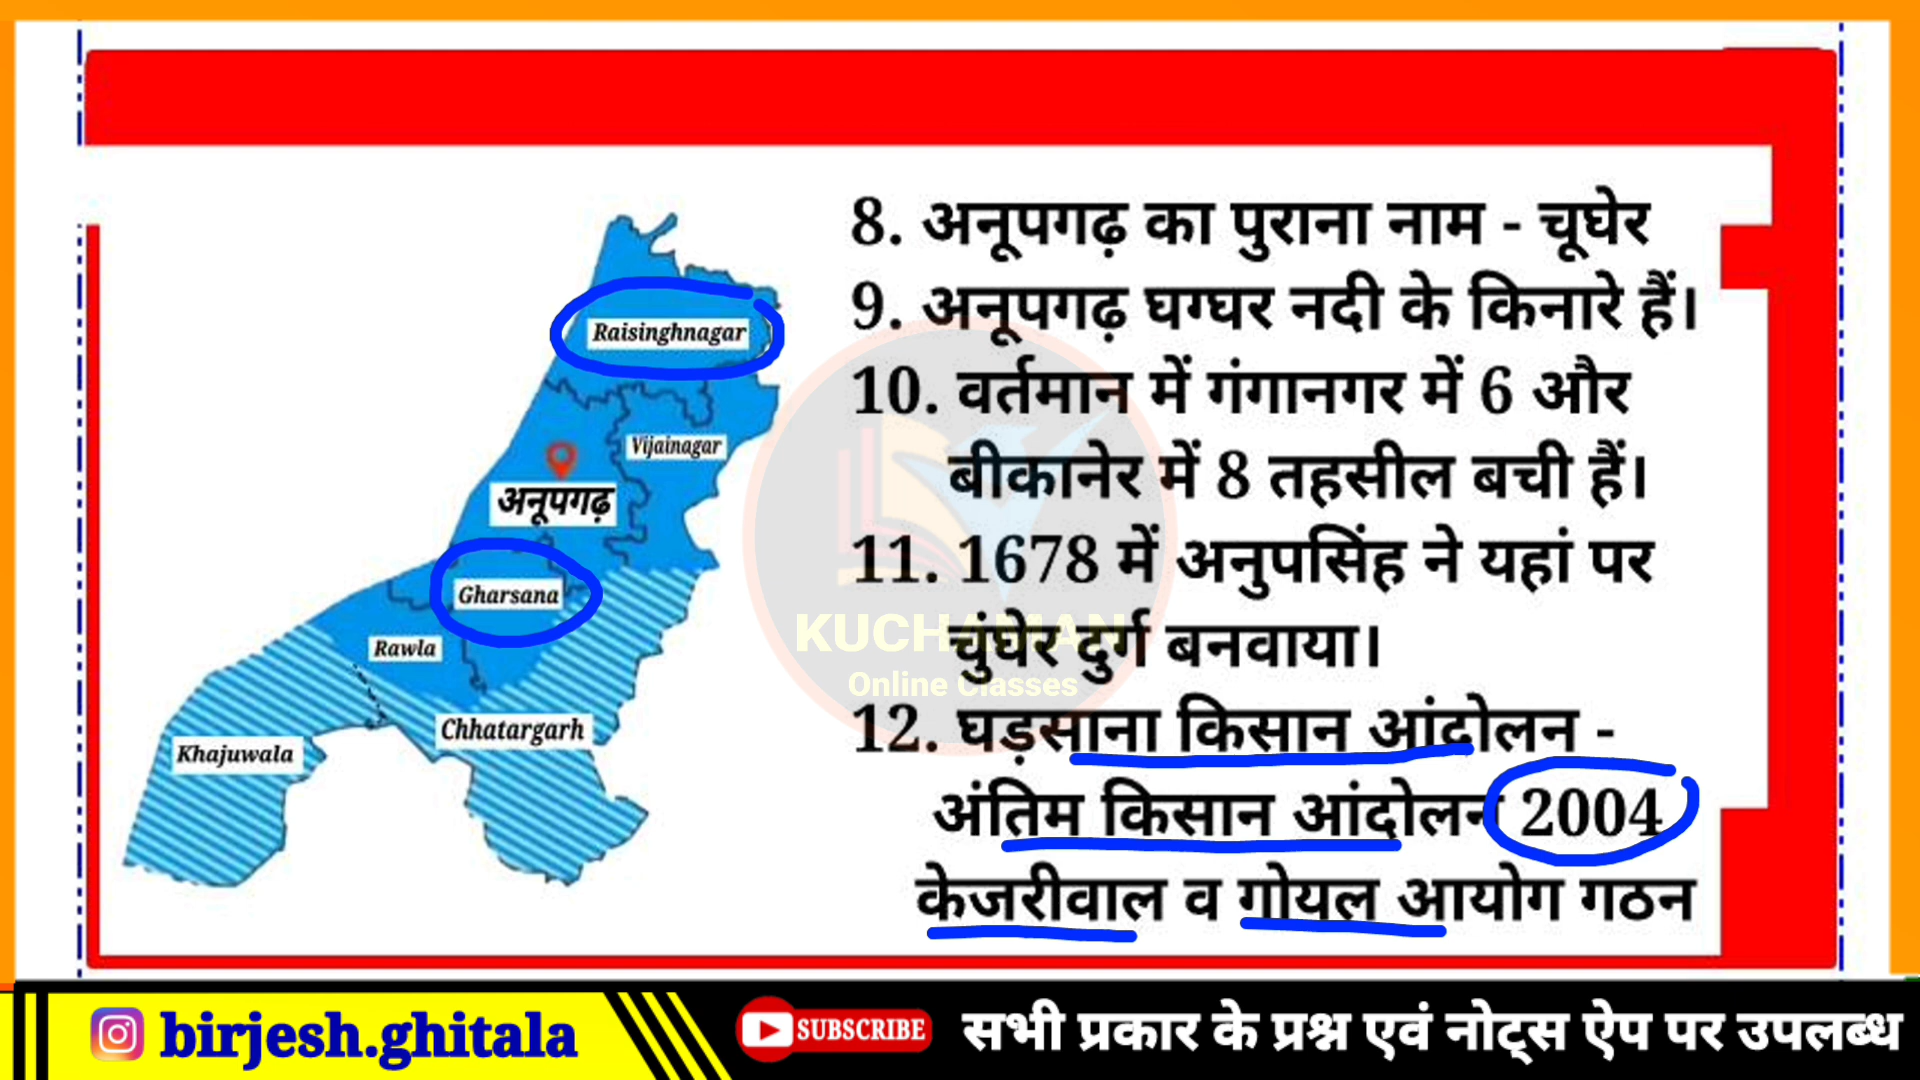 8. अनूपगढ़ का पुराना नाम - चूघेर
9. अनूपगढ़ घग्घर नदी के किनारे हैं।
10. वर्तमान में गंगानगर में 6 और
बीकानेर में 8 तहसील बची हैं।
11. 1678 में अनुपसिंह ने यहां पर
चुंघेर दुर्ग बनवाया।
12. घड़साना किसान आंदोलन -
अंतिम किसान आंदोलन 2004
केजरीवाल व गोयल आयोग गठन
Raisinghnagar
Vijainagar
अनूपगढ़
Gharsana
Rawla
Chhatargarh
Khajuwala
KUCHAMAN
Online Classes
birjesh.ghitala
SUBSCRIBE
सभी प्रकार के प्रश्न एवं नोट्स ऐप पर उपलब्ध